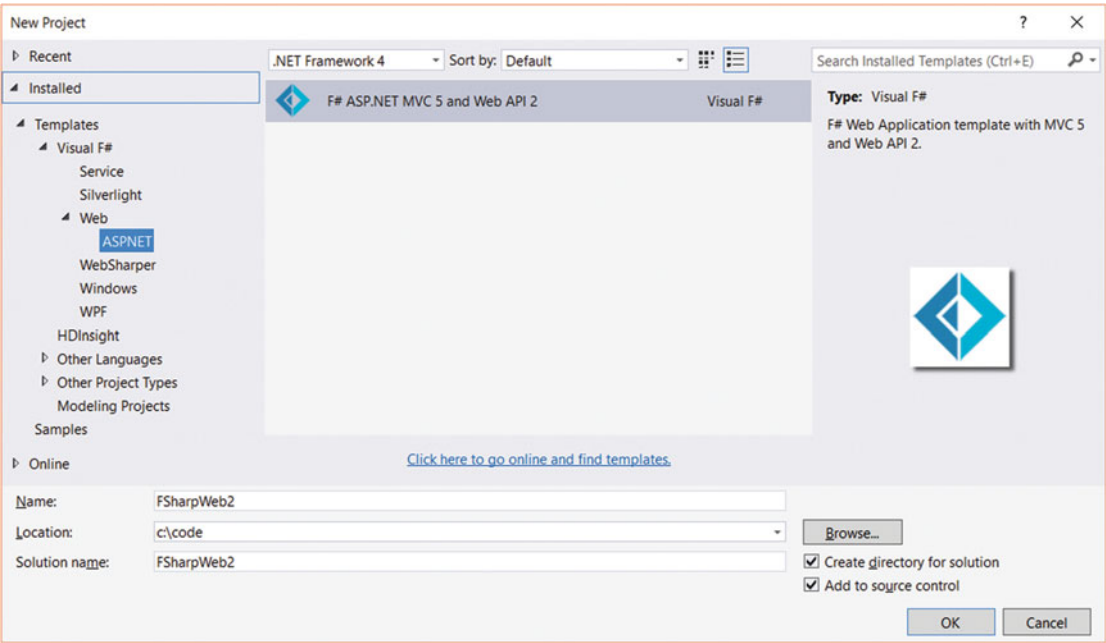 New Project
?
Recent
Installed
Templates
Visual F#
Service
Silverlight
Web
ASPNET
WebSharper
Windows
WPF
HDInsight
Other Languages
Other Project Types
Modeling Projects
Samples
Online
.NET Framework 4
Sort by: Default
F# ASP.NET MVC 5 and Web API 2 Visual F#
Click here to go online and find templates.
Search Installed Templates (Ctrl+E)
Type: Visual F#
F# Web Application template with MVC 5
and Web API 2.
Name: FSharpWeb2
Location: c:\code
Browse...
Solution name: FSharpWeb2
Create directory for solution
Add to source control
OK Cancel